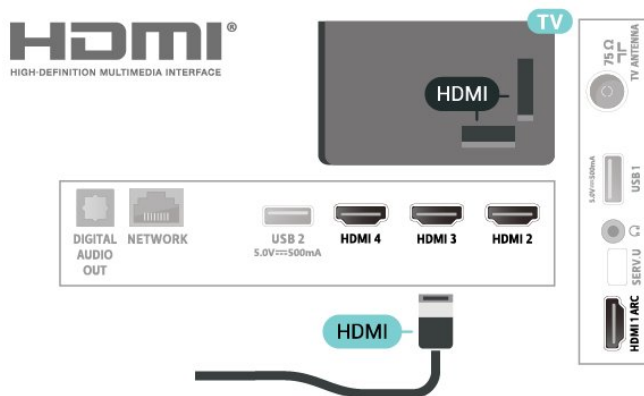 HDMI®
HIGH-DEFINITION MULTIMEDIA INTERFACE
TV
HDMI
75 Ω
TV ANTENNA
5.0V⎓500mA
USB 1
SERV.U
HDMI 1 ARC
DIGITAL
AUDIO
OUT
NETWORK
USB 2
5.0V⎓500mA
HDMI 4
HDMI 3
HDMI 2
HDMI